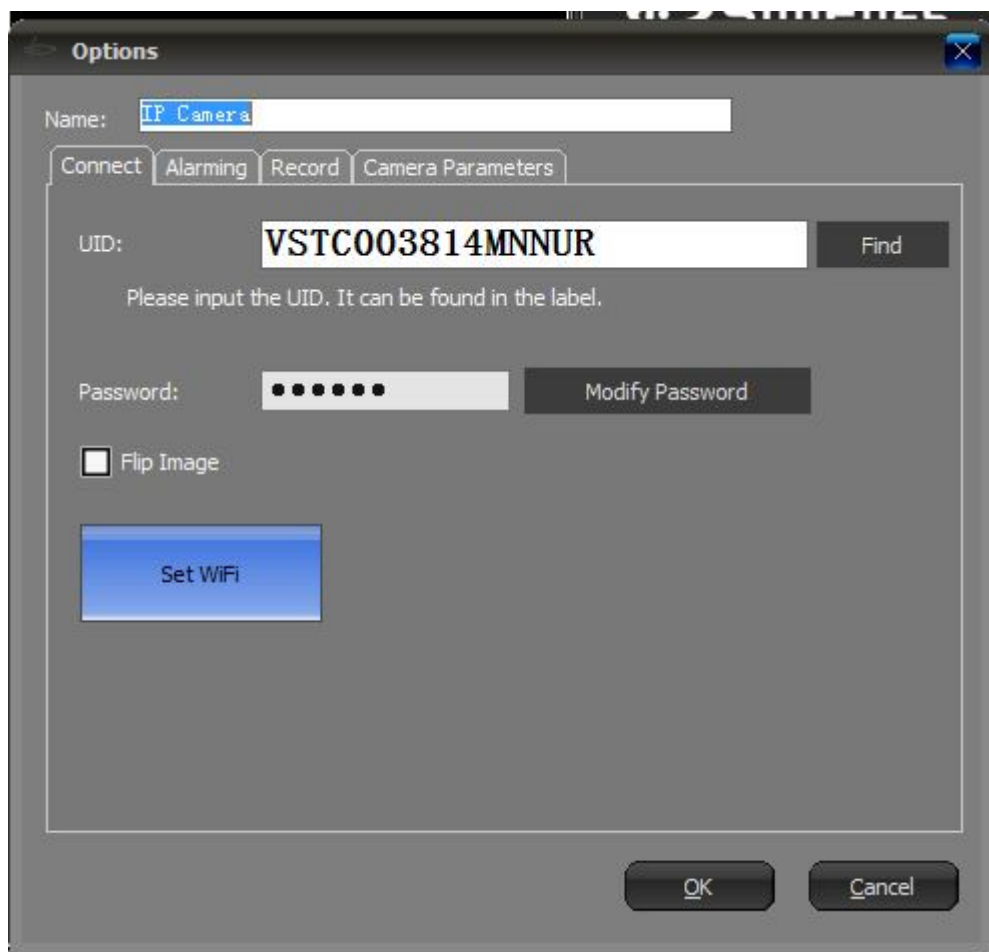 Options
Name: IP Camera
Connect Alarming Record Camera Parameters
UID: VSTC003814MNNUR Find
Please input the UID. It can be found in the label.
Password: ●●●●●● Modify Password
Flip Image
Set WiFi
OK Cancel